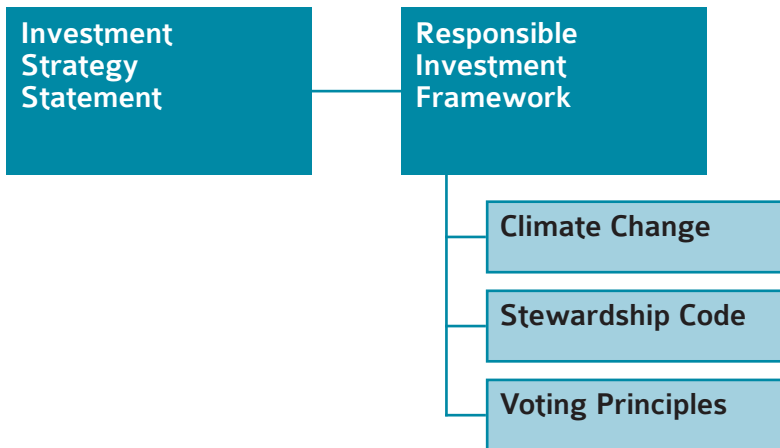 Investment
Strategy
Statement
Responsible
Investment
Framework
Climate Change
Stewardship Code
Voting Principles